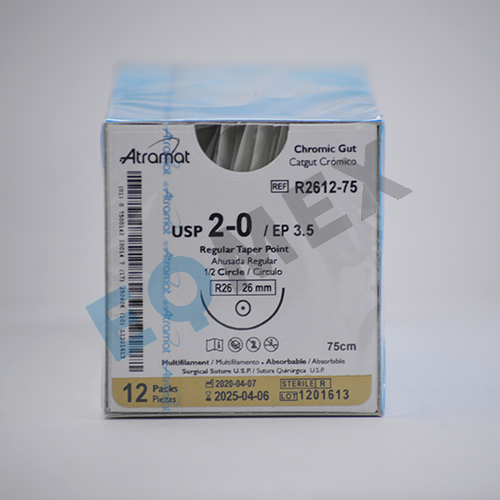 Atramat
Chromic Gut
Catgut Crómico
REF R2612-75
USP 2-0 / EP 3.5
Regular Taper Point
Ahusada Regular
1/2 Circle / Círculo
R26 26 mm
75cm
Multifilament / Multifilamento • Absorbable / Absorbible
Surgical Suture U.S.P. / Sutura Quirúrgica U.S.P.
12 Packs
Piezas
2020-04-07
2025-04-06
STERILE R
LOT 1201613
EQUIMEX